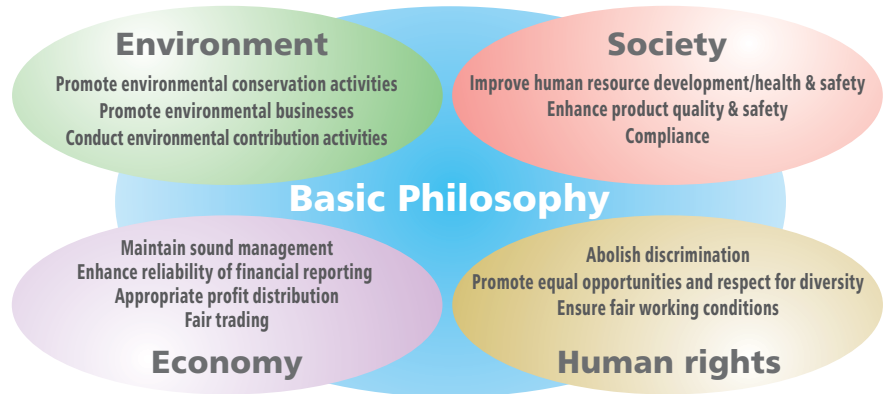 Environment
Promote environmental conservation activities
Promote environmental businesses
Conduct environmental contribution activities
Society
Improve human resource development/health & safety
Enhance product quality & safety
Compliance
Basic Philosophy
Maintain sound management
Enhance reliability of financial reporting
Appropriate profit distribution
Fair trading
Economy
Abolish discrimination
Promote equal opportunities and respect for diversity
Ensure fair working conditions
Human rights